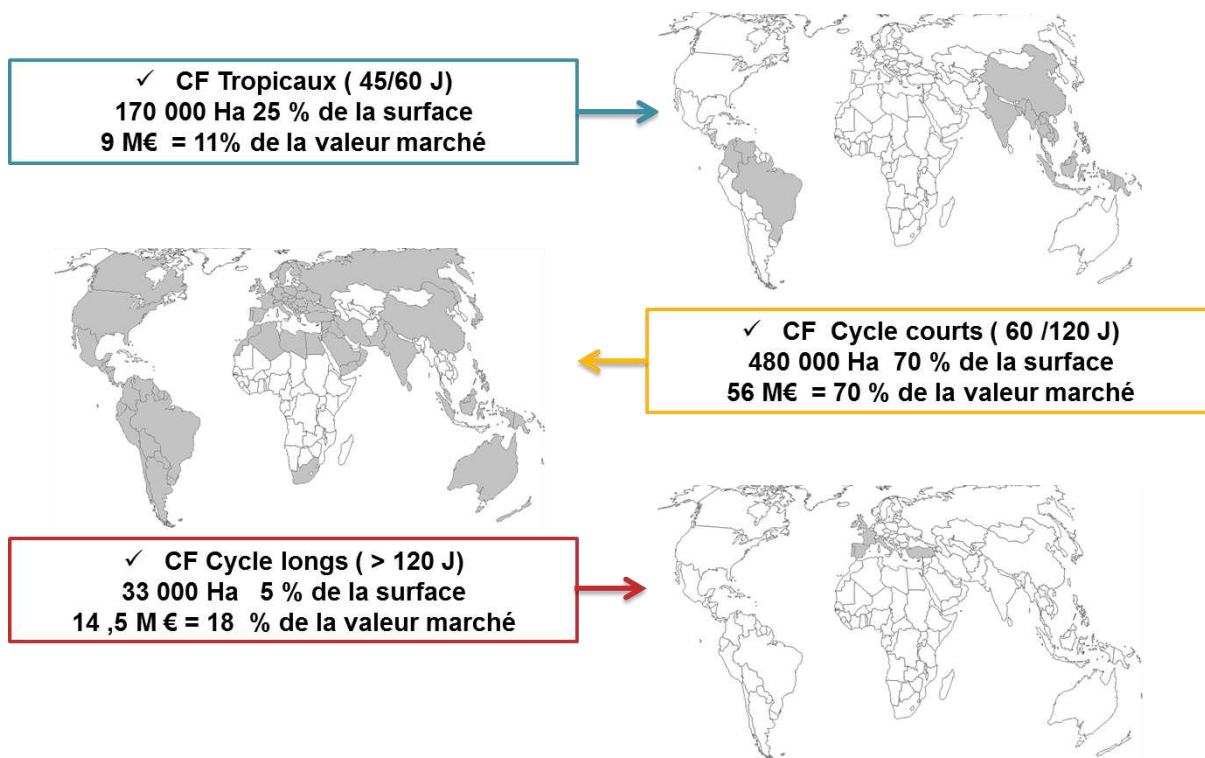 ✓ CF Tropicaux ( 45/60 J)
170 000 Ha 25 % de la surface
9 M€ = 11% de la valeur marché
✓ CF Cycle courts ( 60 /120 J)
480 000 Ha 70 % de la surface
56 M€ = 70 % de la valeur marché
✓ CF Cycle longs ( > 120 J)
33 000 Ha 5 % de la surface
14 ,5 M € = 18 % de la valeur marché